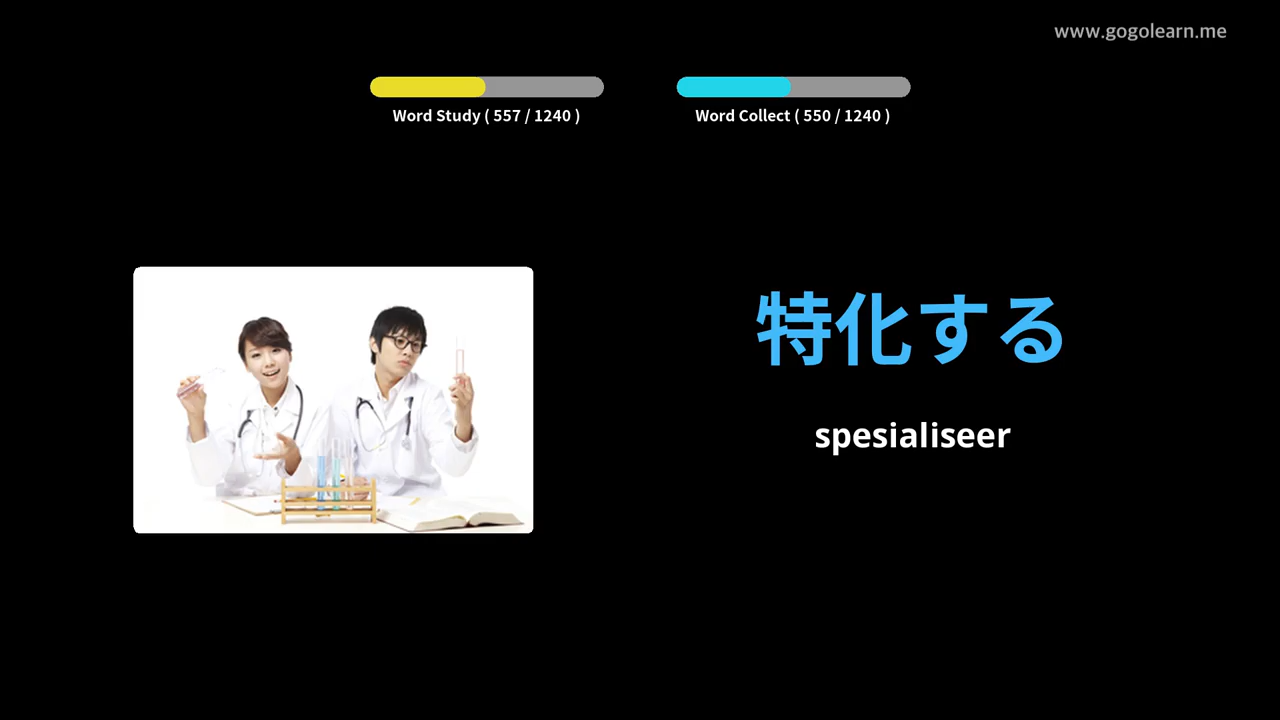 www.gogolearn.me
Word Study ( 557 / 1240 )
Word Collect ( 550 / 1240 )
特化する
spesialiseer